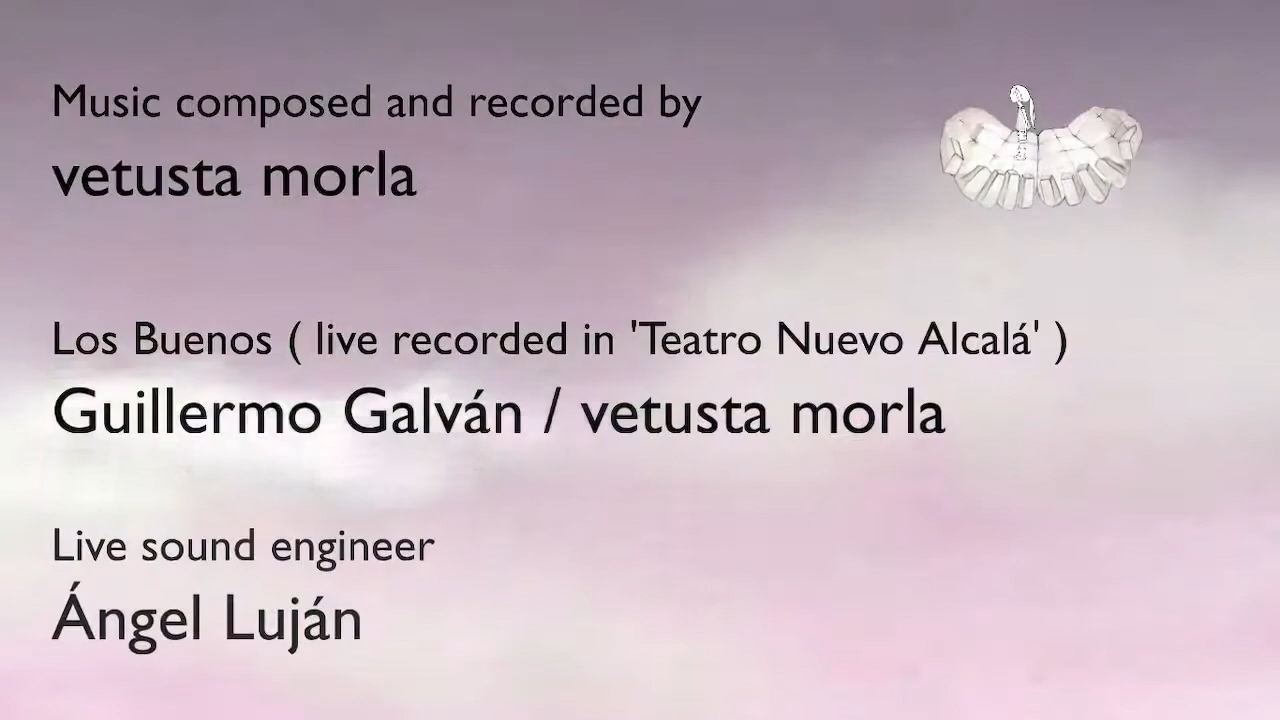 Music composed and recorded by
vetusta morla
Los Buenos ( live recorded in 'Teatro Nuevo Alcalá' )
Guillermo Galván / vetusta morla
Live sound engineer
Ángel Luján